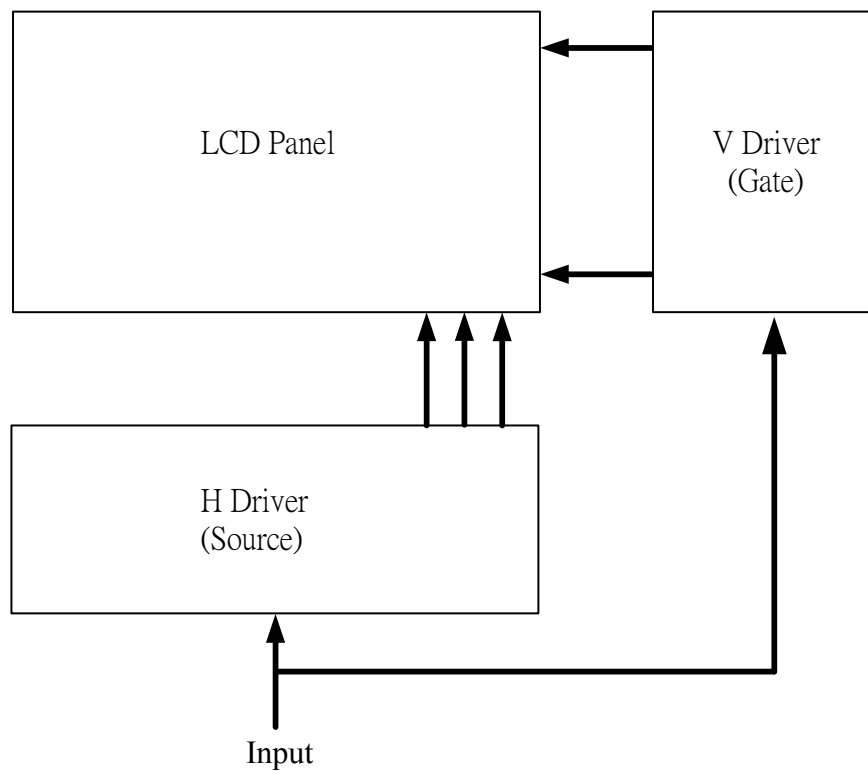 LCD Panel
V Driver
(Gate)
H Driver
(Source)
Input